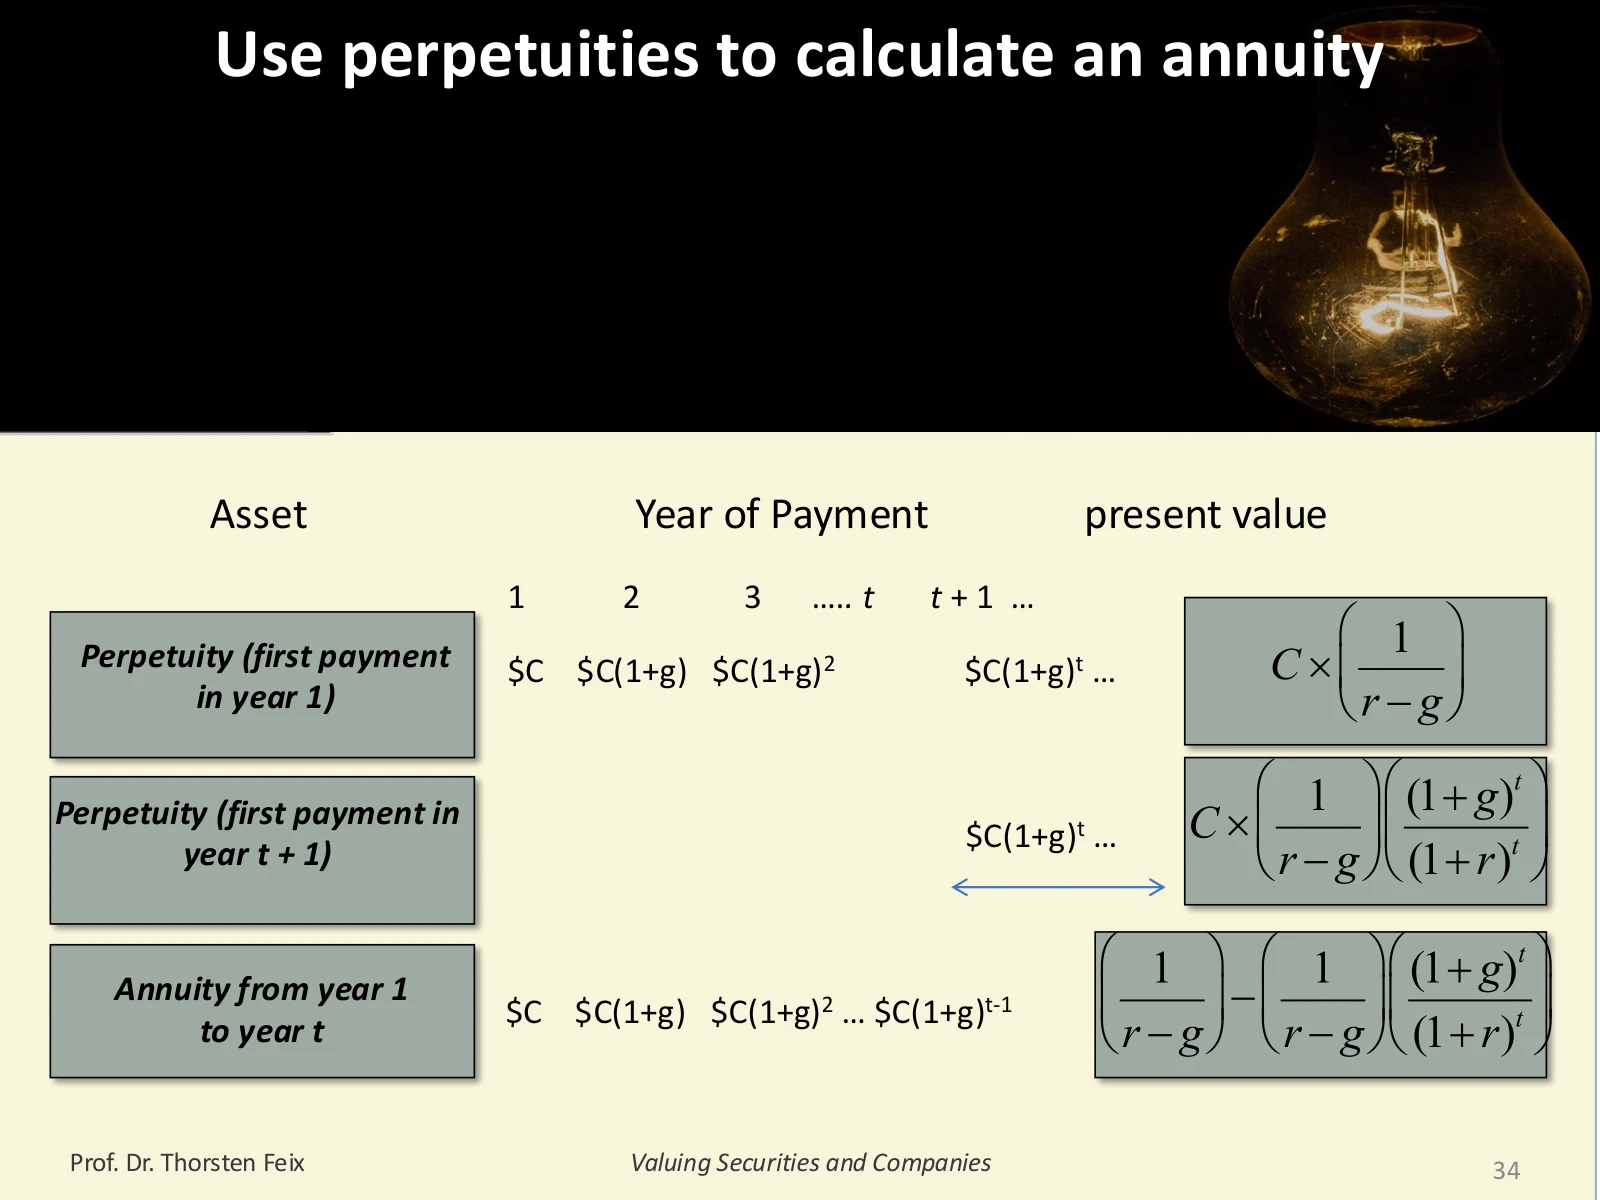 Use perpetuities to calculate an annuity
Asset Year of Payment present value
1 2 3 ..... t t + 1 ...
Perpetuity (first payment
in year 1)
$C $C(1+g) $C(1+g)² $C(1+g)ᵗ ...
C × (1 / (r − g))
Perpetuity (first payment in
year t + 1)
$C(1+g)ᵗ ...
C × (1 / (r − g)) ((1 + g)ᵗ / (1 + r)ᵗ)
Annuity from year 1
to year t
$C $C(1+g) $C(1+g)² ... $C(1+g)ᵗ⁻¹
(1 / (r − g)) − (1 / (r − g)) ((1 + g)ᵗ / (1 + r)ᵗ)
Prof. Dr. Thorsten Feix Valuing Securities and Companies 34